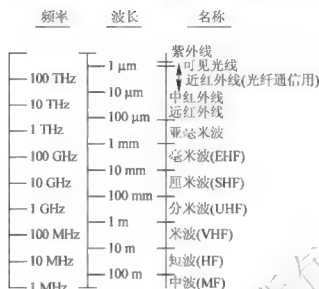 频率 波长 名称
紫外线
1 μm 可见光线
100 THz 近红外线(光纤通信用)
10 μm 中红外线
10 THz 远红外线
100 μm
1 THz 亚毫米波
1 mm
100 GHz 毫米波(EHF)
10 mm
10 GHz 厘米波(SHF)
100 mm
1 GHz 分米波(UHF)
1 m
100 MHz 米波(VHF)
10 m
10 MHz 短波(HF)
100 m
1 MHz 中波(MF)